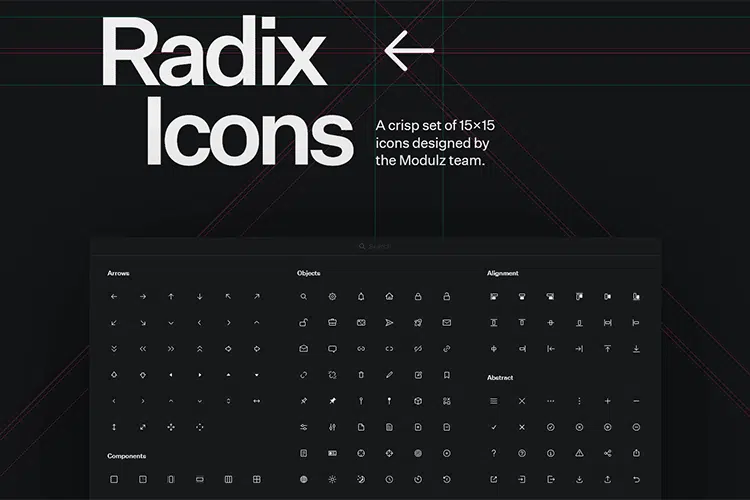 Radix
Icons
A crisp set of 15×15
icons designed by
the Modulz team.
Arrows
Objects
Alignment
Abstract
Components